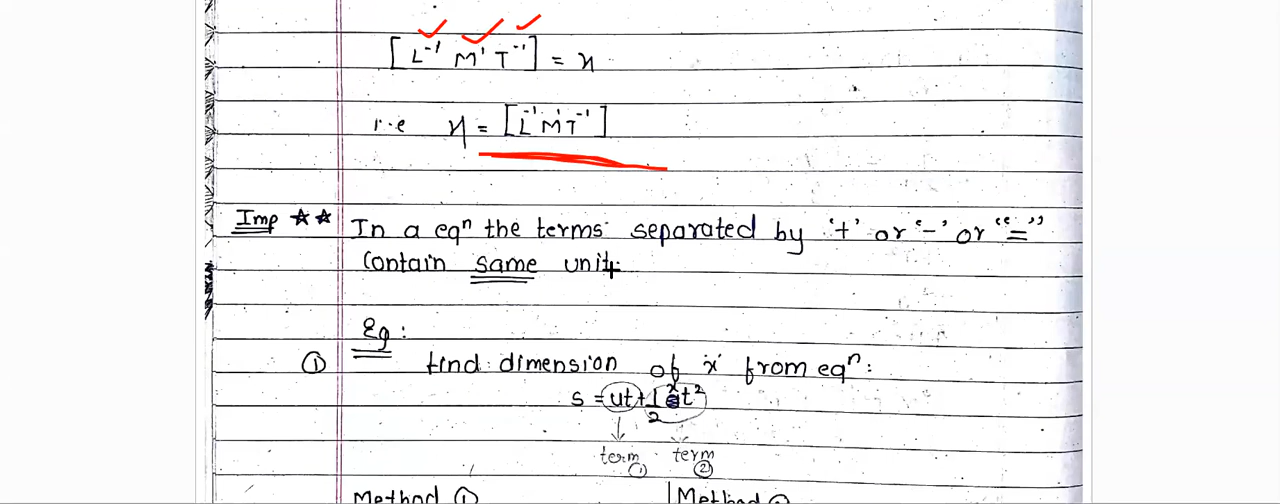 [L⁻¹ M¹ T⁻¹] = η
i.e η = [L⁻¹ M¹ T⁻¹]
Imp ☆☆ In a eqⁿ the terms separated by '+' or '-' or "="
contain same unit.
Eg:
① find dimension of x from eqⁿ:
s = ut + 1/2 xt²
term ① term ②
Method ① | Method